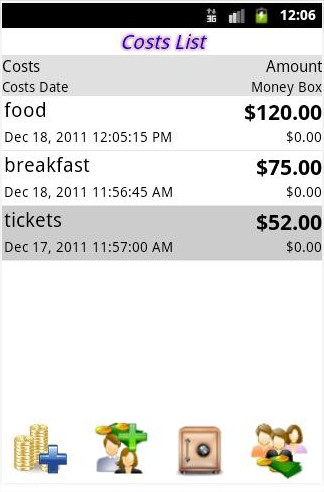 3G 12:06
Costs List
Costs Amount
Costs Date Money Box
food $120.00
Dec 18, 2011 12:05:15 PM $0.00
breakfast $75.00
Dec 18, 2011 11:56:45 AM $0.00
tickets $52.00
Dec 17, 2011 11:57:00 AM $0.00